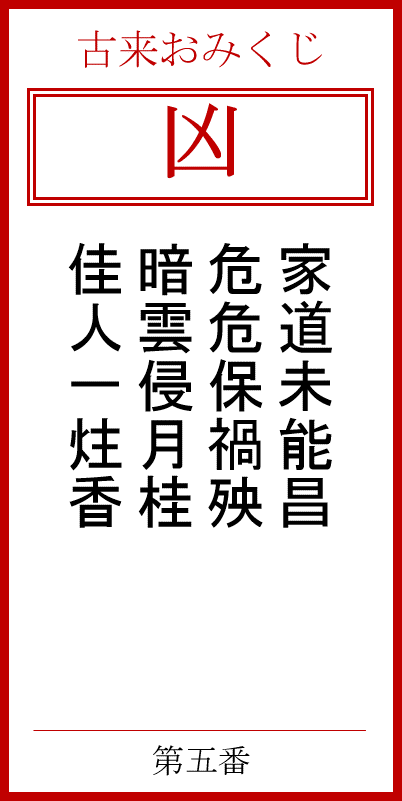 古来おみくじ
凶
家道未能昌
危危保禍殃
暗雲侵月桂
佳人一炷香
第五番